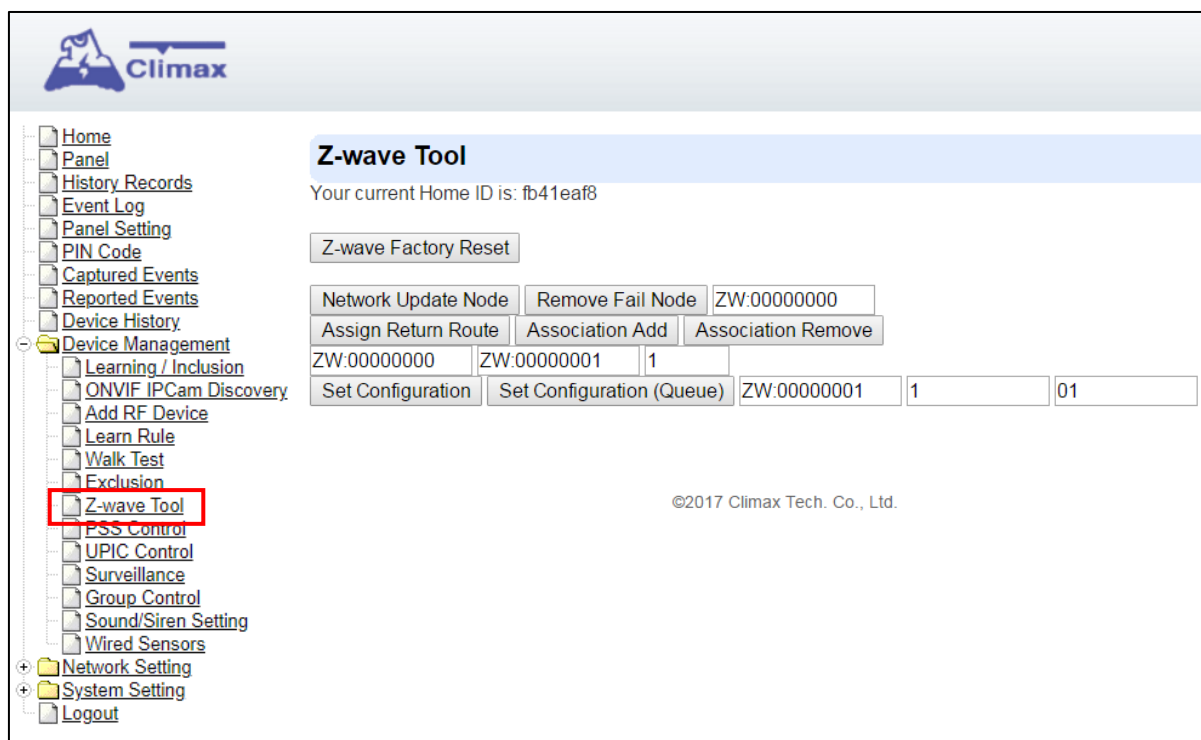 Climax
Home
Panel
History Records
Event Log
Panel Setting
PIN Code
Captured Events
Reported Events
Device History
Device Management
Learning / Inclusion
ONVIF IPCam Discovery
Add RF Device
Learn Rule
Walk Test
Exclusion
Z-wave Tool
PSS Control
UPIC Control
Surveillance
Group Control
Sound/Siren Setting
Wired Sensors
Network Setting
System Setting
Logout
Z-wave Tool
Your current Home ID is: fb41eaf8
Z-wave Factory Reset
Network Update Node Remove Fail Node ZW:00000000
Assign Return Route Association Add Association Remove
ZW:00000000 ZW:00000001 1
Set Configuration Set Configuration (Queue) ZW:00000001 1 01
©2017 Climax Tech. Co., Ltd.